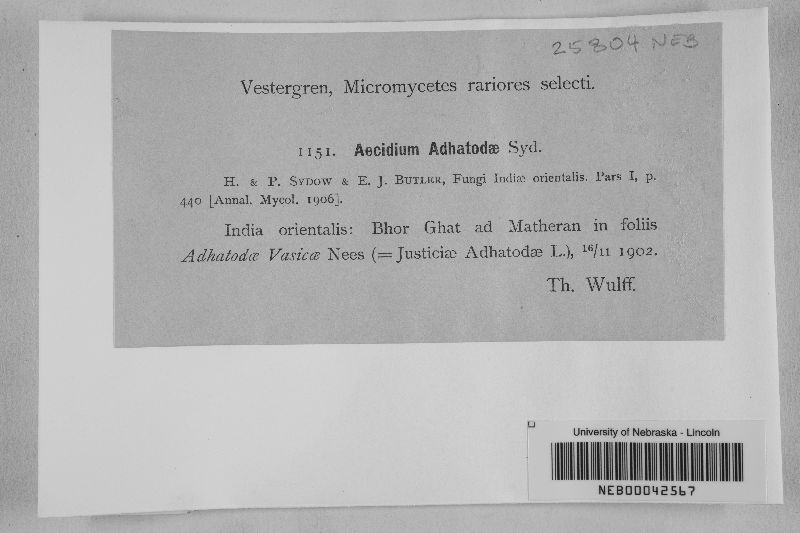 25804 NEB
Vestergren, Micromycetes rariores selecti.
1151. Aecidium Adhatodæ Syd.
H. & P. Sydow & E. J. Butler, Fungi Indiæ orientalis. Pars I, p.
440 [Annal. Mycol. 1906].
India orientalis: Bhor Ghat ad Matheran in foliis
Adhatodæ Vasicæ Nees (= Justiciæ Adhatodæ L.), 16/11 1902.
Th. Wulff.
University of Nebraska - Lincoln
NEB00042567